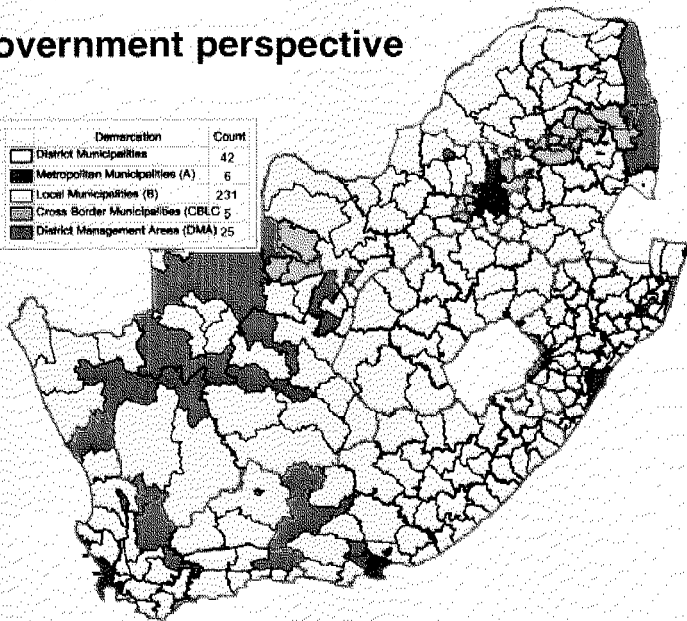 overnment perspective
Demarcation Count
District Municipalities 42
Metropolitan Municipalities (A) 6
Local Municipalities (B) 231
Cross Border Municipalities (CBLC 5
District Management Areas (DMA) 25